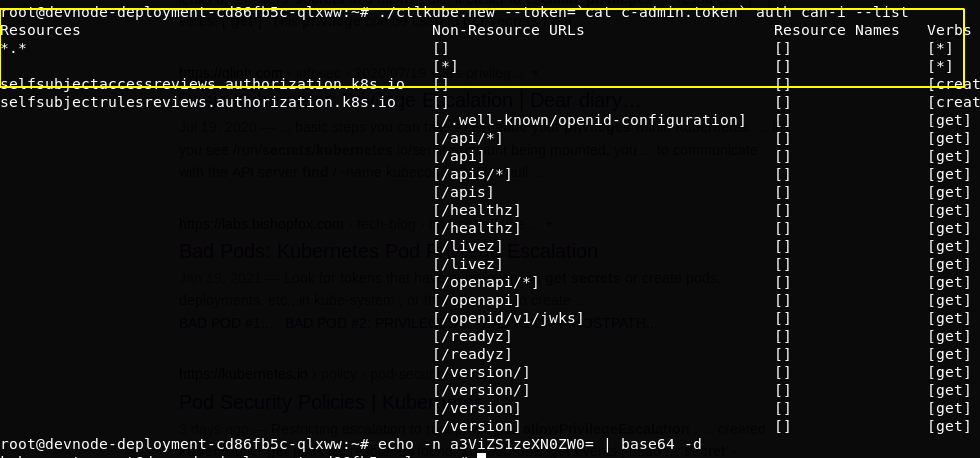 root@devnode-deployment-cd86fb5c-qlxww:~# ./ctlkube.new --token=`cat c-admin.token` auth can-i --list
Resources Non-Resource URLs Resource Names Verbs
*.* [] [] [*]
[*] [] [*]
selfsubjectaccessreviews.authorization.k8s.io [] [] [creat
selfsubjectrulesreviews.authorization.k8s.io [] [] [creat
[/.well-known/openid-configuration] [] [get]
[/api/*] [] [get]
[/api] [] [get]
[/apis/*] [] [get]
[/apis] [] [get]
[/healthz] [] [get]
[/healthz] [] [get]
[/livez] [] [get]
[/livez] [] [get]
[/openapi/*] [] [get]
[/openapi] [] [get]
[/openid/v1/jwks] [] [get]
[/readyz] [] [get]
[/readyz] [] [get]
[/version/] [] [get]
[/version/] [] [get]
[/version] [] [get]
[/version] [] [get]
root@devnode-deployment-cd86fb5c-qlxww:~# echo -n a3ViZS1zeXN0ZW0= | base64 -d